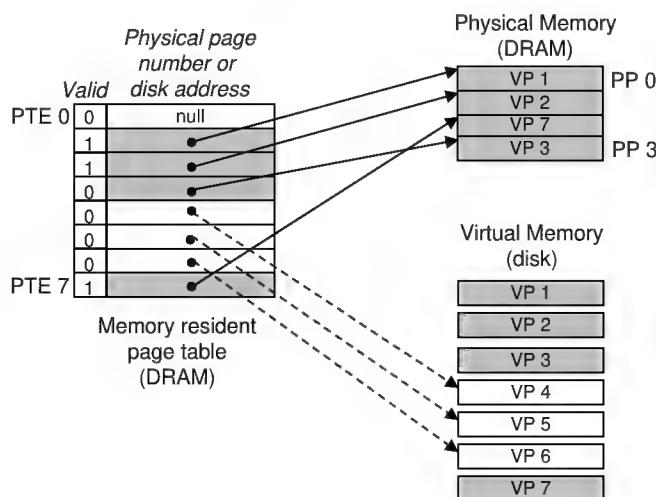 Physical page
number or
disk address
Valid
PTE 0
0
null
1
1
0
0
0
0
PTE 7
1
Memory resident
page table
(DRAM)
Physical Memory
(DRAM)
VP 1
PP 0
VP 2
VP 7
VP 3
PP 3
Virtual Memory
(disk)
VP 1
VP 2
VP 3
VP 4
VP 5
VP 6
VP 7